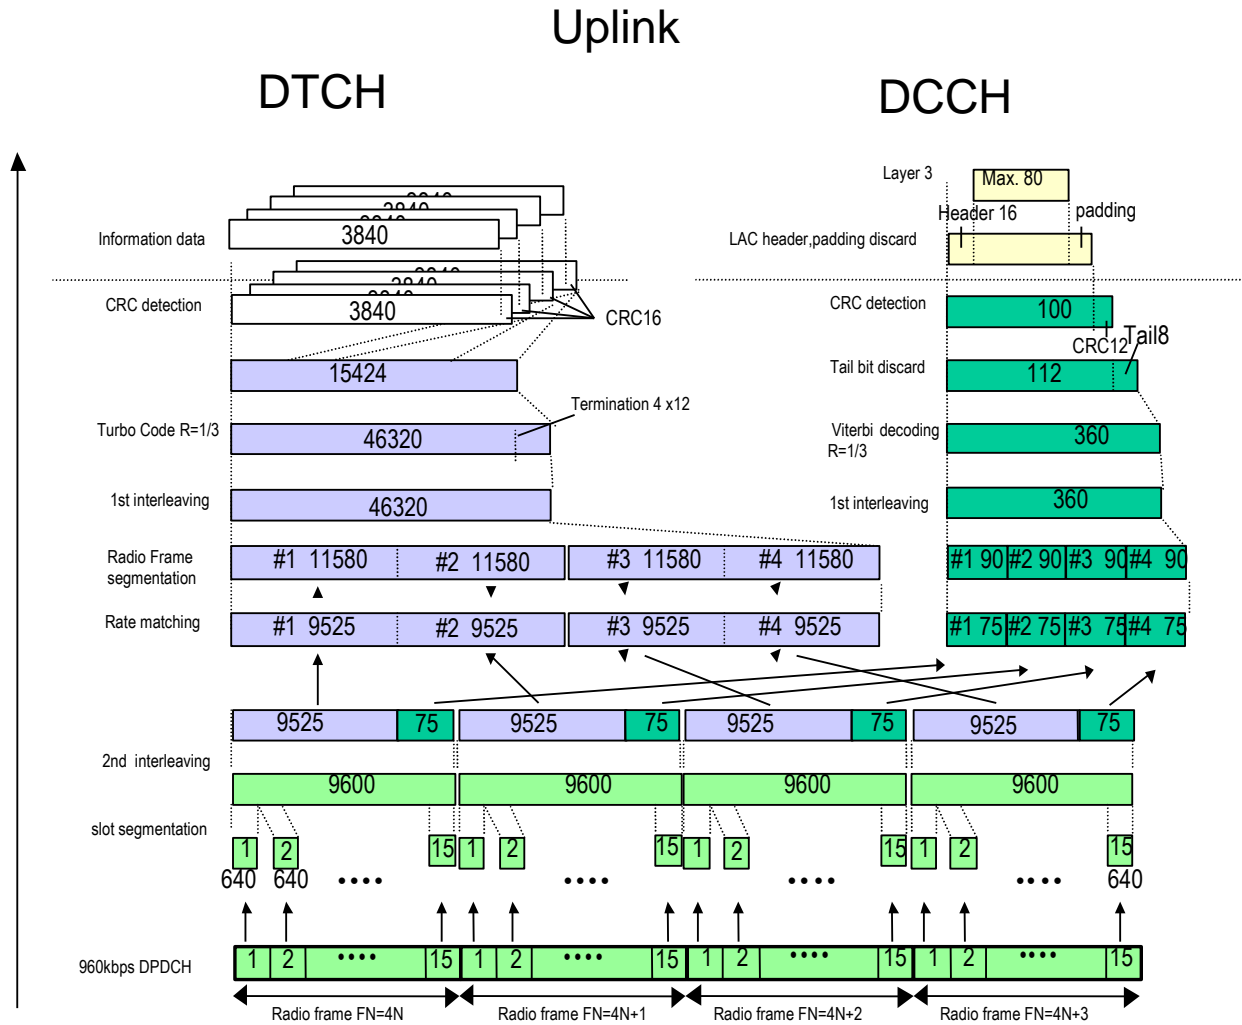 Uplink
DTCH
DCCH
Layer 3
Max. 80
Header 16
padding
Information data
3840
LAC header,padding discard
CRC detection
3840
CRC16
CRC detection
100
CRC12
Tail8
15424
Tail bit discard
112
Termination 4 x12
Turbo Code R=1/3
46320
Viterbi decoding
R=1/3
360
1st interleaving
46320
1st interleaving
360
Radio Frame
segmentation
#1 11580
#2 11580
#3 11580
#4 11580
#1 90
#2 90
#3 90
#4 90
Rate matching
#1 9525
#2 9525
#3 9525
#4 9525
#1 75
#2 75
#3 75
#4 75
9525
75
9525
75
9525
75
9525
75
2nd interleaving
9600
9600
9600
9600
slot segmentation
1
2
15
1
2
15
1
2
15
1
2
15
640
640
••••
••••
••••
••••
640
960kbps DPDCH
1
2
••••
15
1
2
••••
15
1
2
••••
15
1
2
••••
15
Radio frame FN=4N
Radio frame FN=4N+1
Radio frame FN=4N+2
Radio frame FN=4N+3